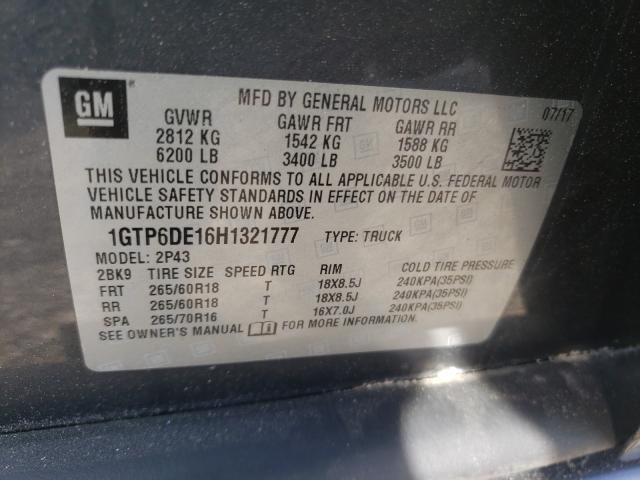 GM
MFD BY GENERAL MOTORS LLC 07/17
GVWR GAWR FRT GAWR RR
2812 KG 1542 KG 1588 KG
6200 LB 3400 LB 3500 LB
THIS VEHICLE CONFORMS TO ALL APPLICABLE U.S. FEDERAL MOTOR
VEHICLE SAFETY STANDARDS IN EFFECT ON THE DATE OF
MANUFACTURE SHOWN ABOVE.
1GTP6DE16H1321777 TYPE: TRUCK
MODEL: 2P43
2BK9 TIRE SIZE SPEED RTG RIM COLD TIRE PRESSURE
FRT 265/60R18 T 18X8.5J 240KPA(35PSI)
RR 265/60R18 T 18X8.5J 240KPA(35PSI)
SPA 265/70R16 T 16X7.0J 240KPA(35PSI)
SEE OWNER'S MANUAL FOR MORE INFORMATION.